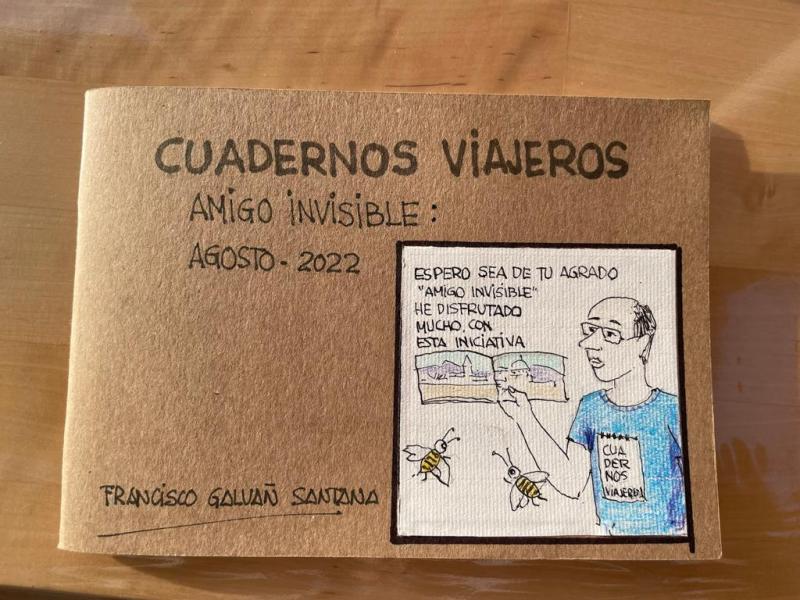 CUADERNOS VIAJEROS
AMIGO INVISIBLE:
AGOSTO - 2022
ESPERO SEA DE TU AGRADO
"AMIGO INVISIBLE"
HE DISFRUTADO
MUCHO, CON
ESTA INICIATIVA
CUA
DER
NOS
VIAJEROS
FRANCISCO GALVAÑ SANTANA